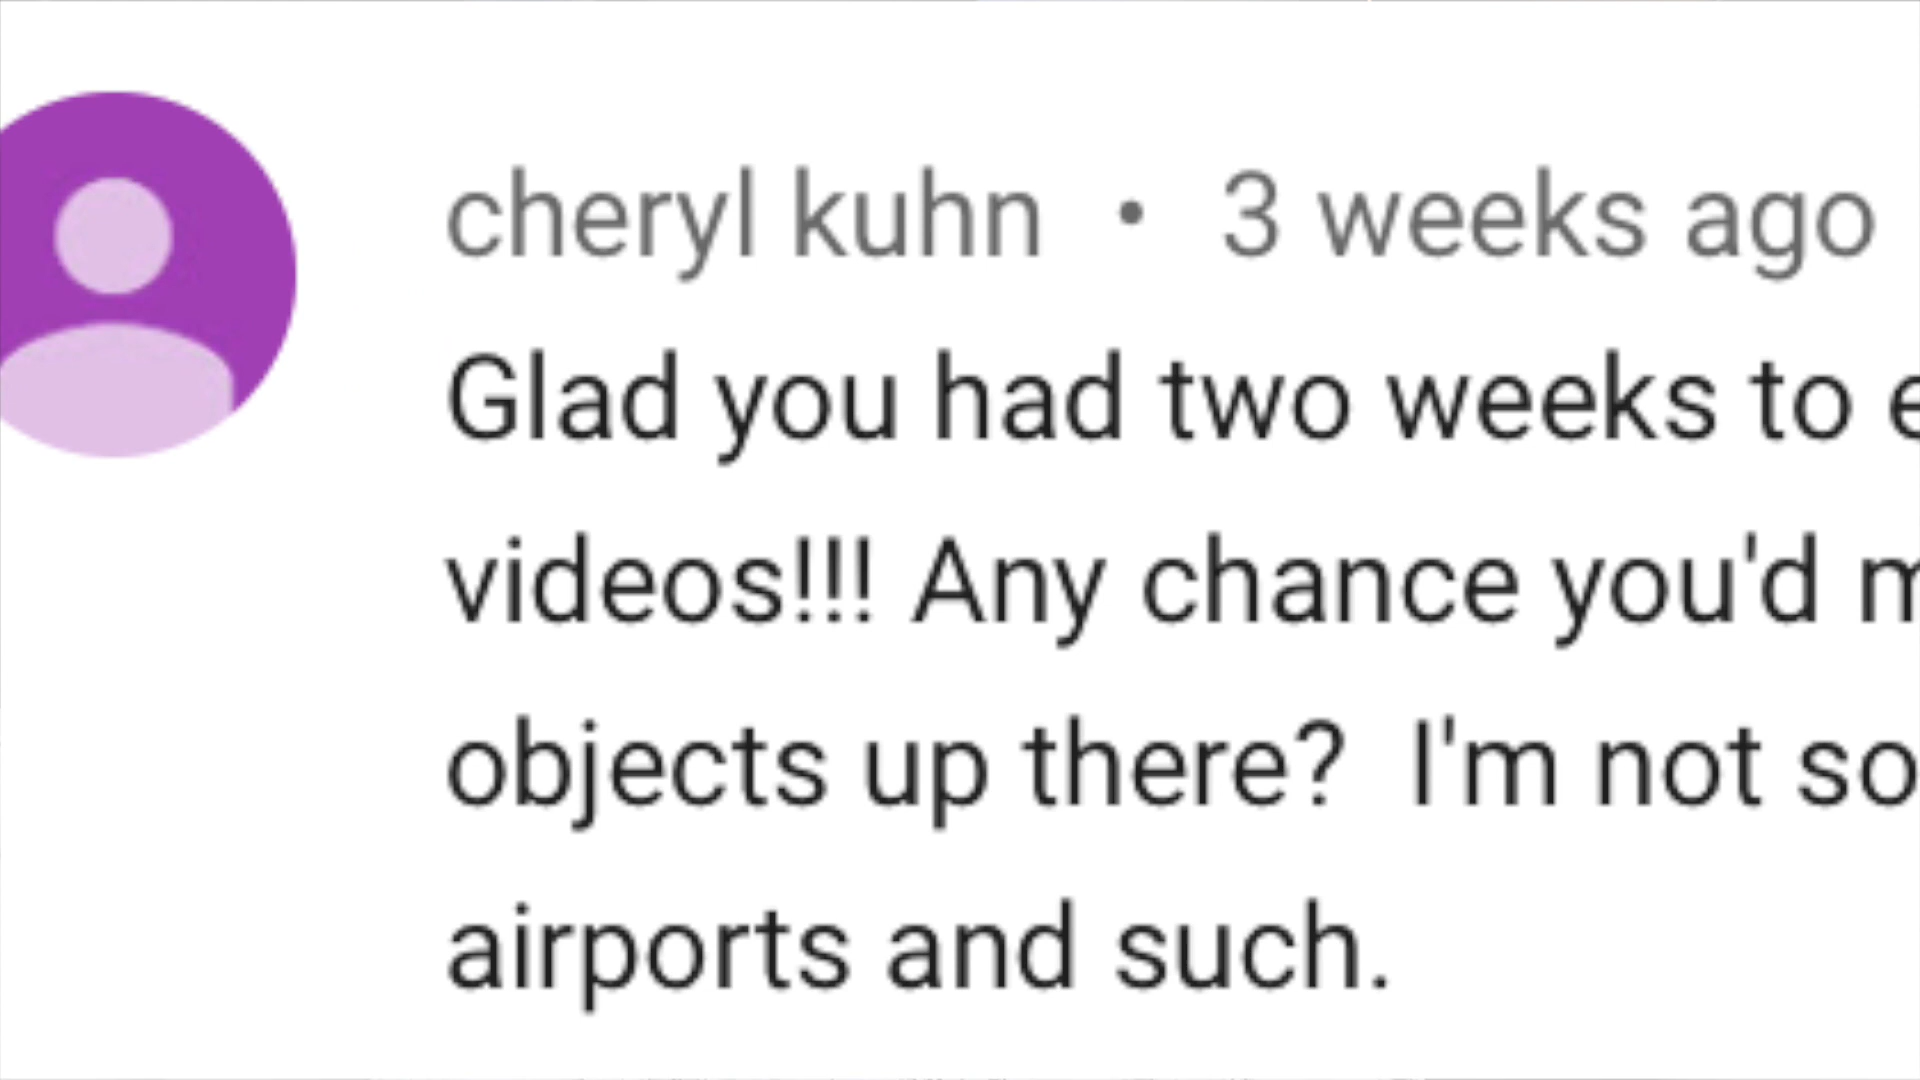 cheryl kuhn • 3 weeks ago
Glad you had two weeks to
videos!!! Any chance you'd
objects up there?  I'm not so
airports and such.